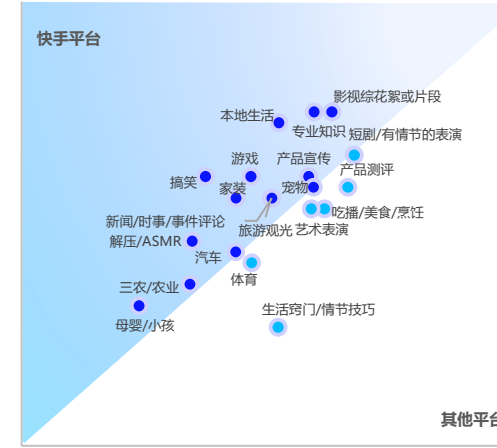 快手平台
影视综花絮或片段
本地生活
专业知识
短剧/有情节的表演
游戏
产品宣传
产品测评
搞笑
家装
宠物
吃播/美食/烹饪
新闻/时事/事件评论
旅游观光
艺术表演
解压/ASMR
汽车
体育
三农/农业
生活窍门/情节技巧
母婴/小孩
其他平台